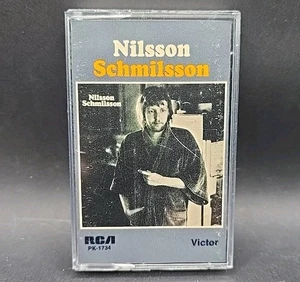 Nilsson
Schmilsson
Nilsson
Schmilsson
RCA
PK-1734
Victor